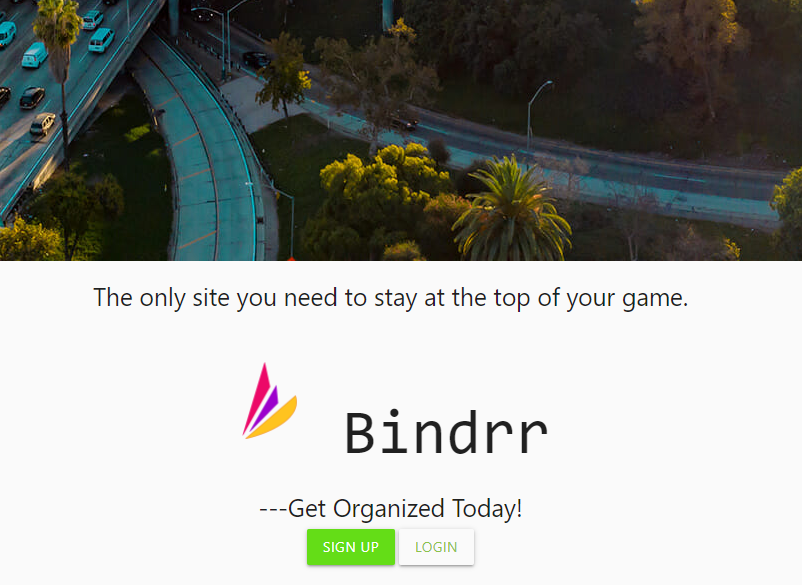 The only site you need to stay at the top of your game.
Bindrr
---Get Organized Today!
SIGN UP
LOGIN